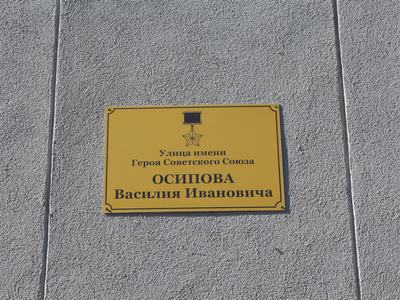 Улица имени
Героя Советского Союза
ОСИПОВА
Василия Ивановича